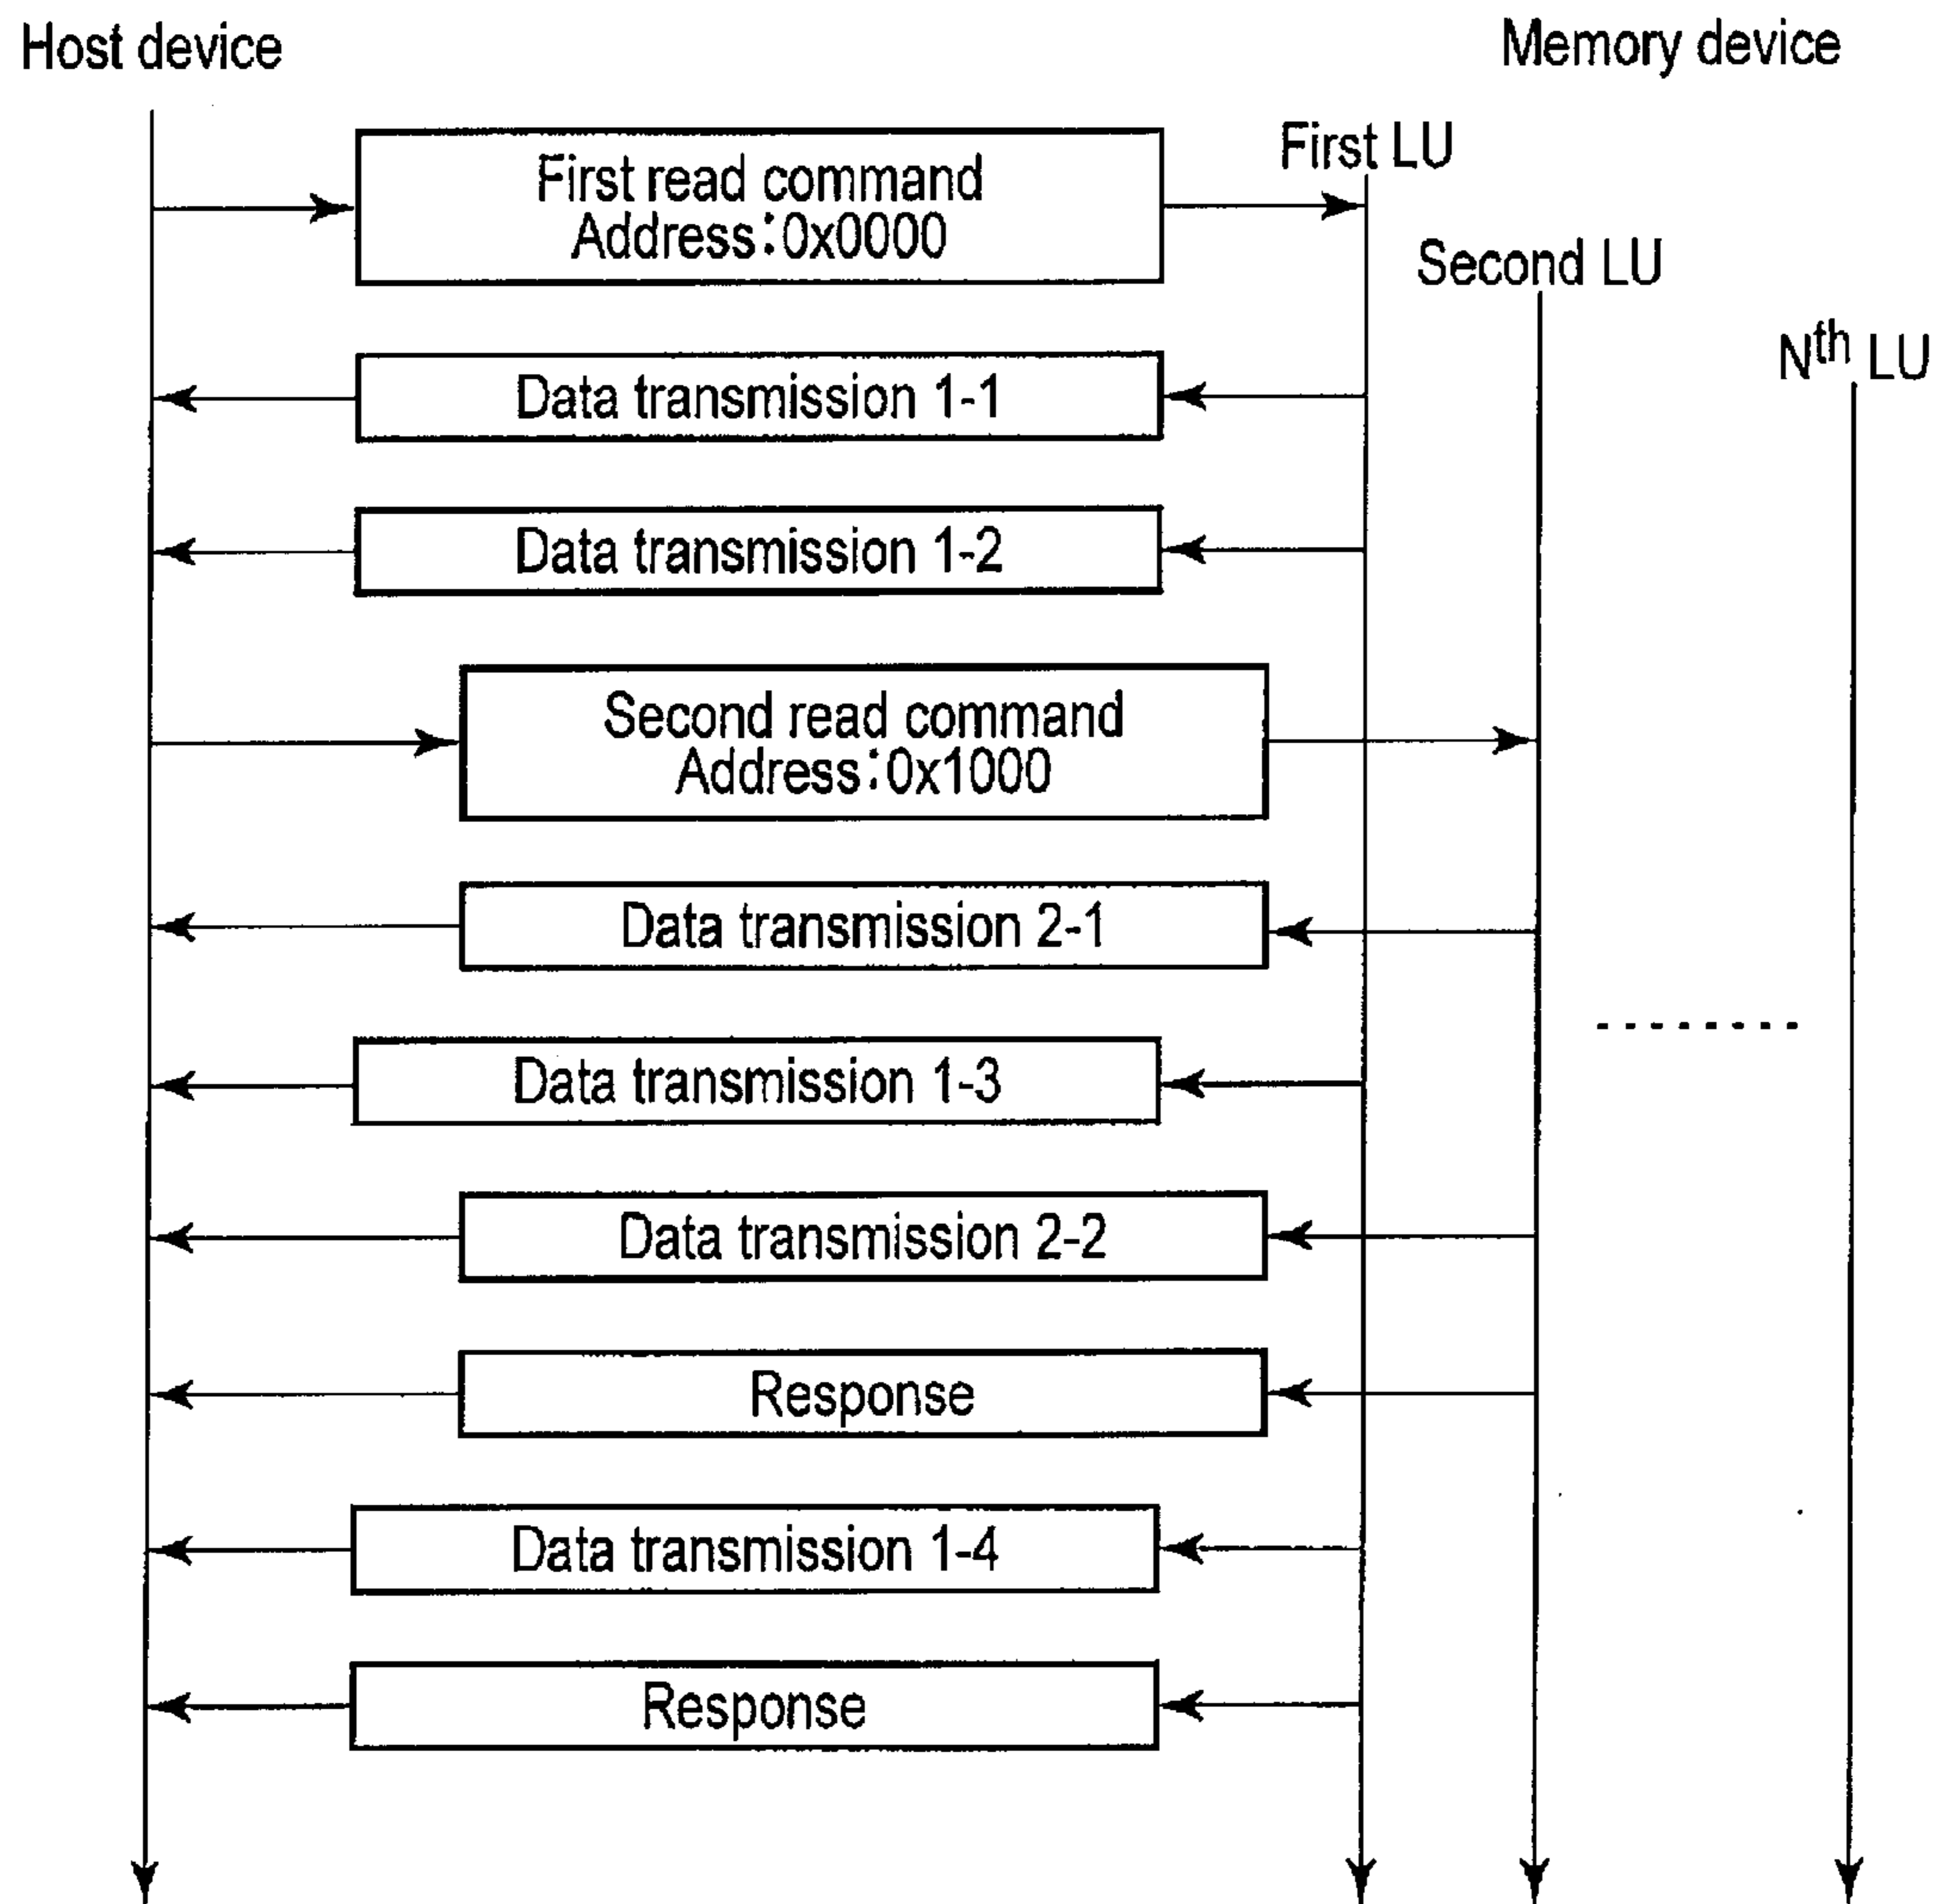 Host device
Memory device
First LU
Second LU
Nth LU
First read command
Address:0x0000
Data transmission 1-1
Data transmission 1-2
Second read command
Address:0x1000
Data transmission 2-1
Data transmission 1-3
Data transmission 2-2
Response
Data transmission 1-4
Response